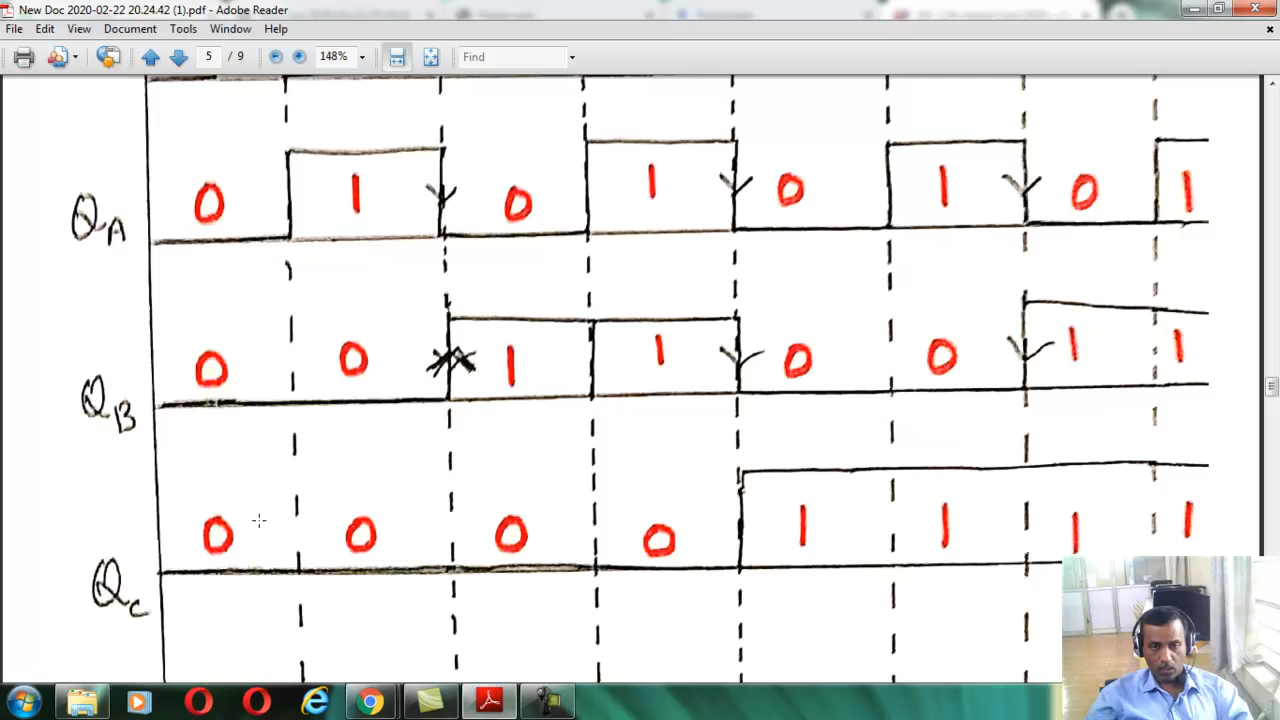 New Doc 2020-02-22 20.24.42 (1).pdf - Adobe Reader
File Edit View Document Tools Window Help
5 / 9 148% Find
QA 0 1 0 1 0 1 0 1
QB 0 0 1 1 0 0 1 1
QC 0 0 0 0 1 1 1 1